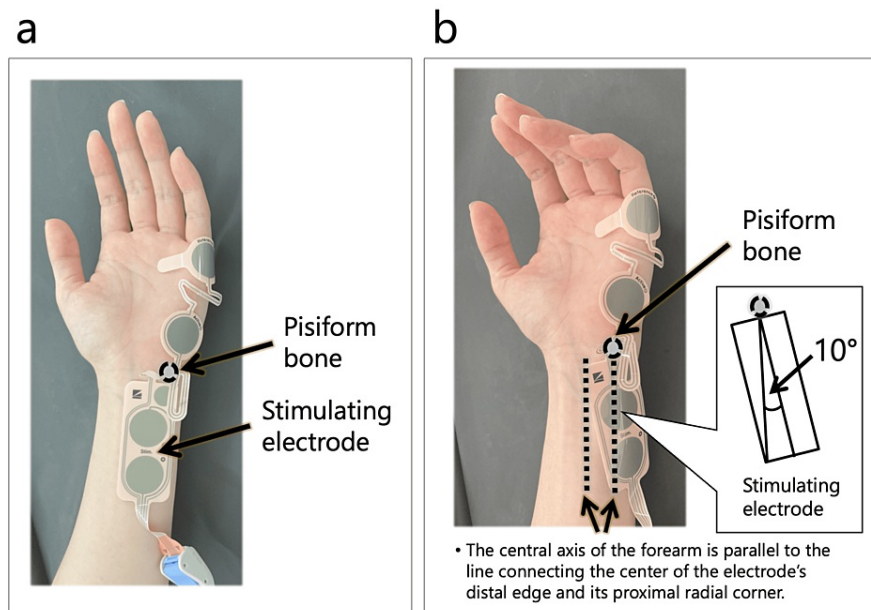 a
b
Pisiform
bone
Stimulating
electrode
Stim
Pisiform
bone
10°
Stimulating
electrode
• The central axis of the forearm is parallel to the
line connecting the center of the electrode's
distal edge and its proximal radial corner.